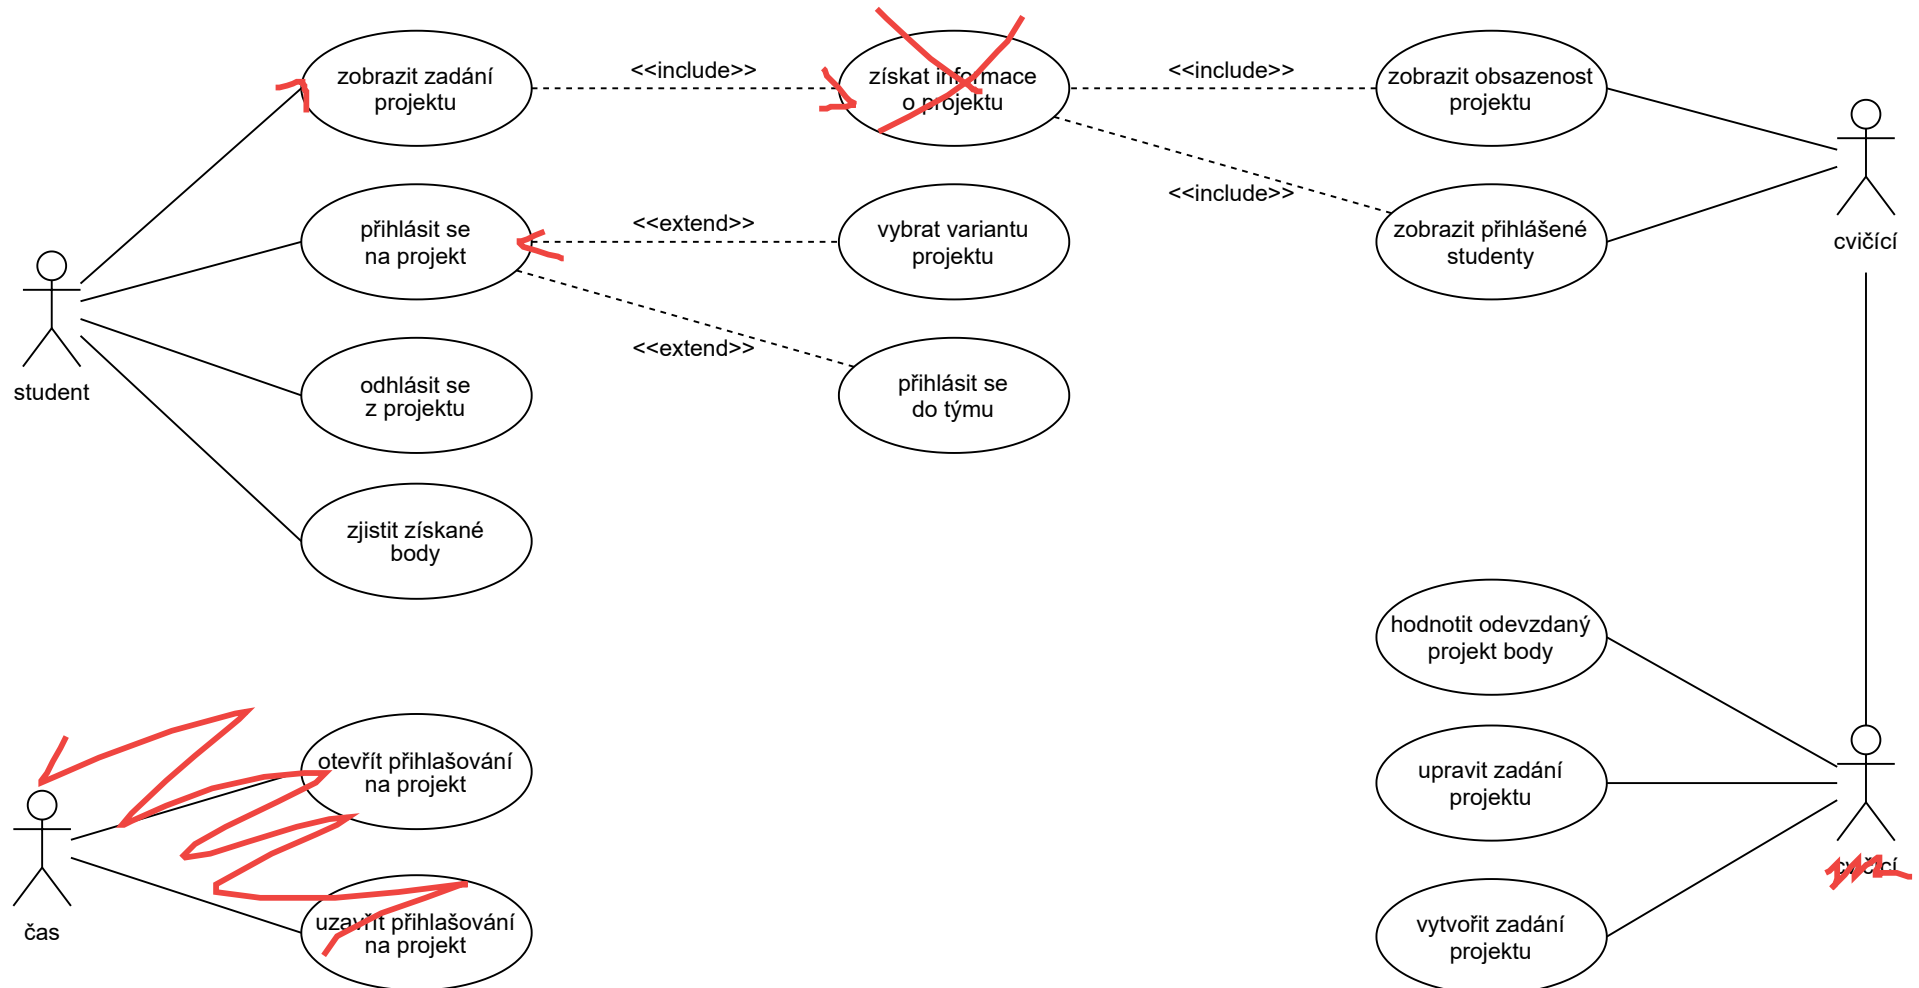 zobrazit zadání
projektu
<<include>>
získat informace
o projektu
<<include>>
zobrazit obsazenost
projektu
přihlásit se
na projekt
<<extend>>
vybrat variantu
projektu
<<include>>
zobrazit přihlášené
studenty
cvičící
<<extend>>
student
odhlásit se
z projektu
přihlásit se
do týmu
zjistit získané
body
hodnotit odevzdaný
projekt body
otevřít přihlašování
na projekt
upravit zadání
projektu
cvičící
čas
uzavřít přihlašování
na projekt
vytvořit zadání
projektu